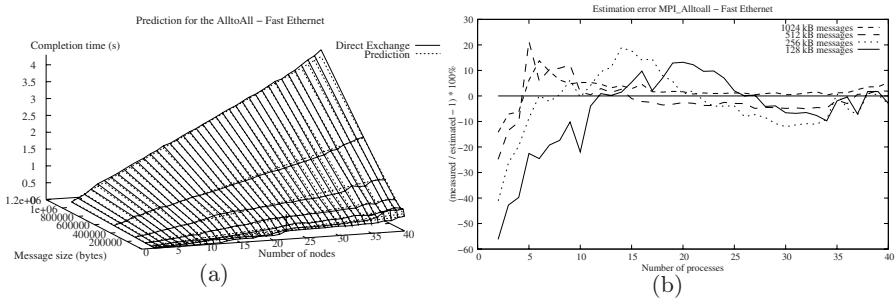 Prediction for the AlltoAll – Fast Ethernet
Completion time (s)
Direct Exchange
Prediction
4
3.5
3
2.5
2
1.5
1
0.5
0
1.2e+06
1e+06
800000
600000
400000
200000
Message size (bytes)
0
5
10
15
20
25
30
35
40
Number of nodes
(a)
Estimation error MPI_Alltoall – Fast Ethernet
(measured / estimated – 1) * 100%
1024 kB messages
512 kB messages
256 kB messages
128 kB messages
30
20
10
0
−10
−20
−30
−40
−50
−60
0
5
10
15
20
25
30
35
40
Number of processes
(b)